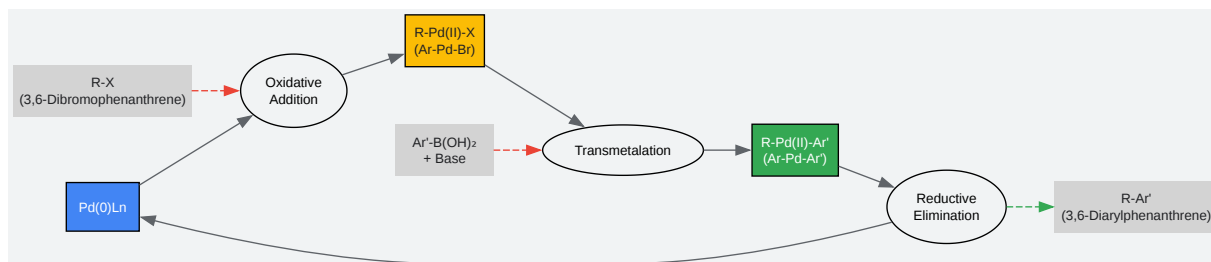 R-Pd(II)-X
(Ar-Pd-Br)
R-X
(3,6-Dibromophenanthrene)
Oxidative
Addition
Ar'-B(OH)₂
+ Base
Transmetalation
R-Pd(II)-Ar'
(Ar-Pd-Ar')
Pd(0)Ln
Reductive
Elimination
R-Ar'
(3,6-Diarylphenanthrene)